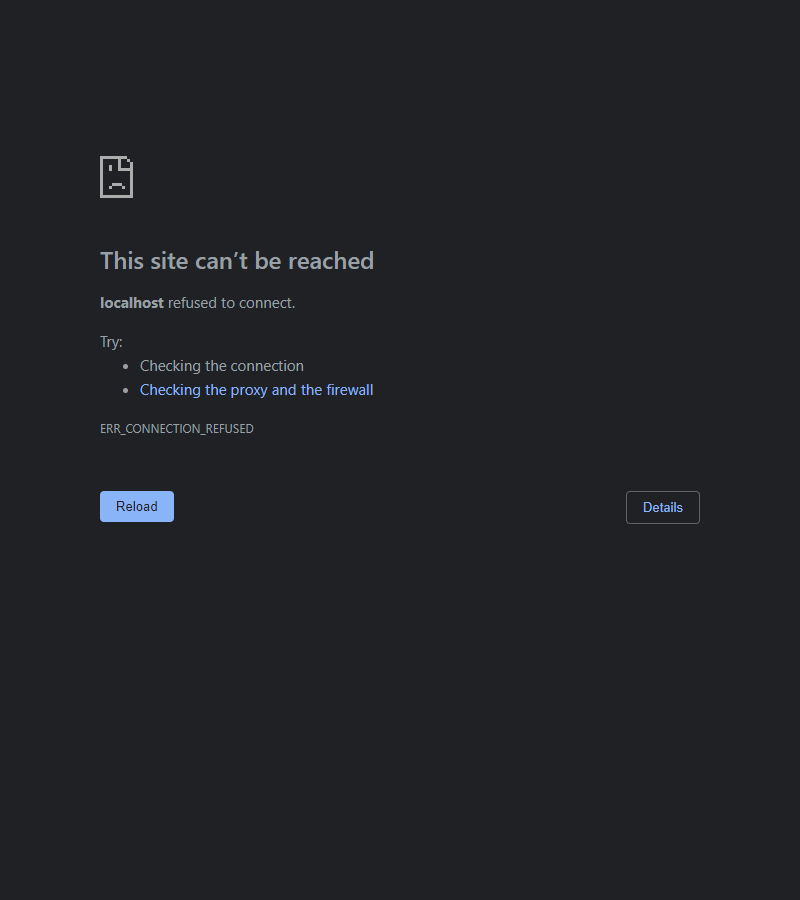 This site can’t be reached
localhost refused to connect.
Try:
• Checking the connection
• Checking the proxy and the firewall
ERR_CONNECTION_REFUSED
Reload
Details